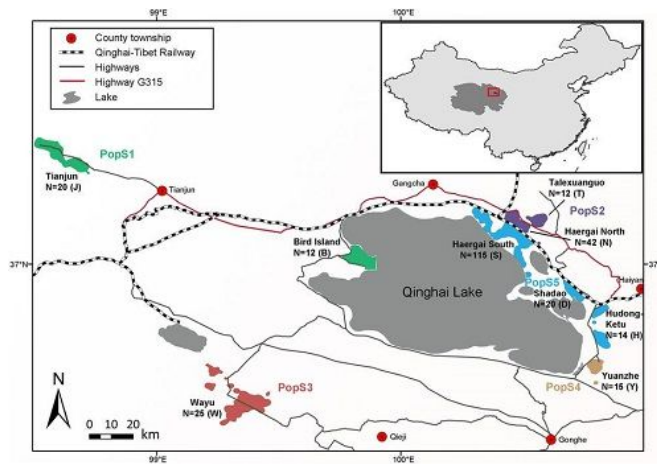 99°E
100°E
County township
Qinghai-Tibet Railway
Highways
Highway G315
Lake
PopS1
Tianjun
N=20 (J)
Tianjun
Gangcha
Talexuanguo
N=12 (T)
PopS2
Haergai North
N=42 (N)
Bird Island
N=12 (B)
Haergai South
N=115 (S)
37°N
37°N
Haiyan
PopS5
Qinghai Lake
Shadao
N=20 (D)
Hudong-
Ketu
N=14 (H)
N
Wayu
N=25 (W)
PopS3
PopS4
Yuanzhe
N=15 (Y)
0 10 20
km
Qieji
Gonghe
99°E
100°E